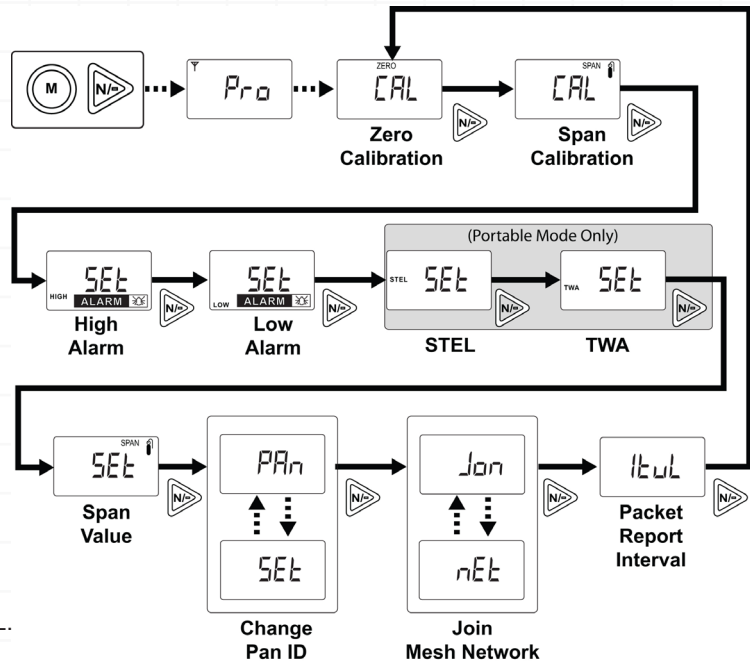 M N/-
Pro
ZERO
CAL
N/-
SPAN
CAL
N/-
Zero
Calibration
Span
Calibration
HIGH
SEt
ALARM
N/-
LOW
SEt
ALARM
N/-
(Portable Mode Only)
STEL
SEt
N/-
TWA
SEt
N/-
High
Alarm
Low
Alarm
STEL
TWA
SPAN
SEt
N/-
PAn
SEt
N/-
Jon
nEt
N/-
ItuL
N/-
Span
Value
Change
Pan ID
Join
Mesh Network
Packet
Report
Interval